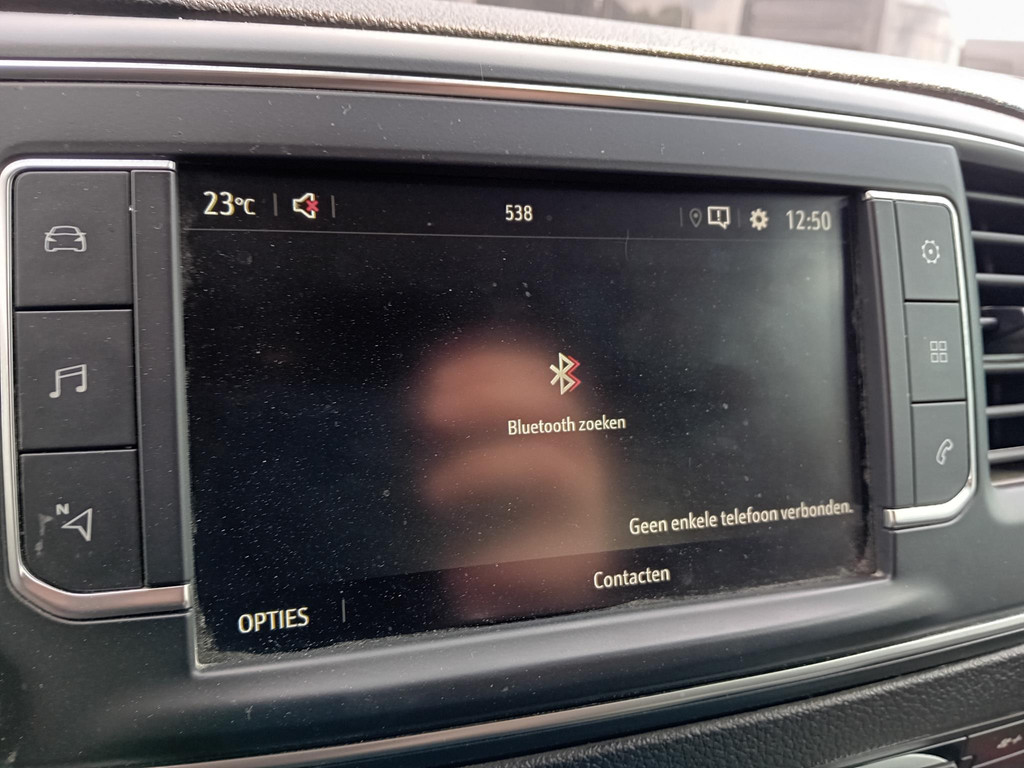 23°C 538 12:50
N
Bluetooth zoeken
Geen enkele telefoon verbonden.
Contacten
OPTIES